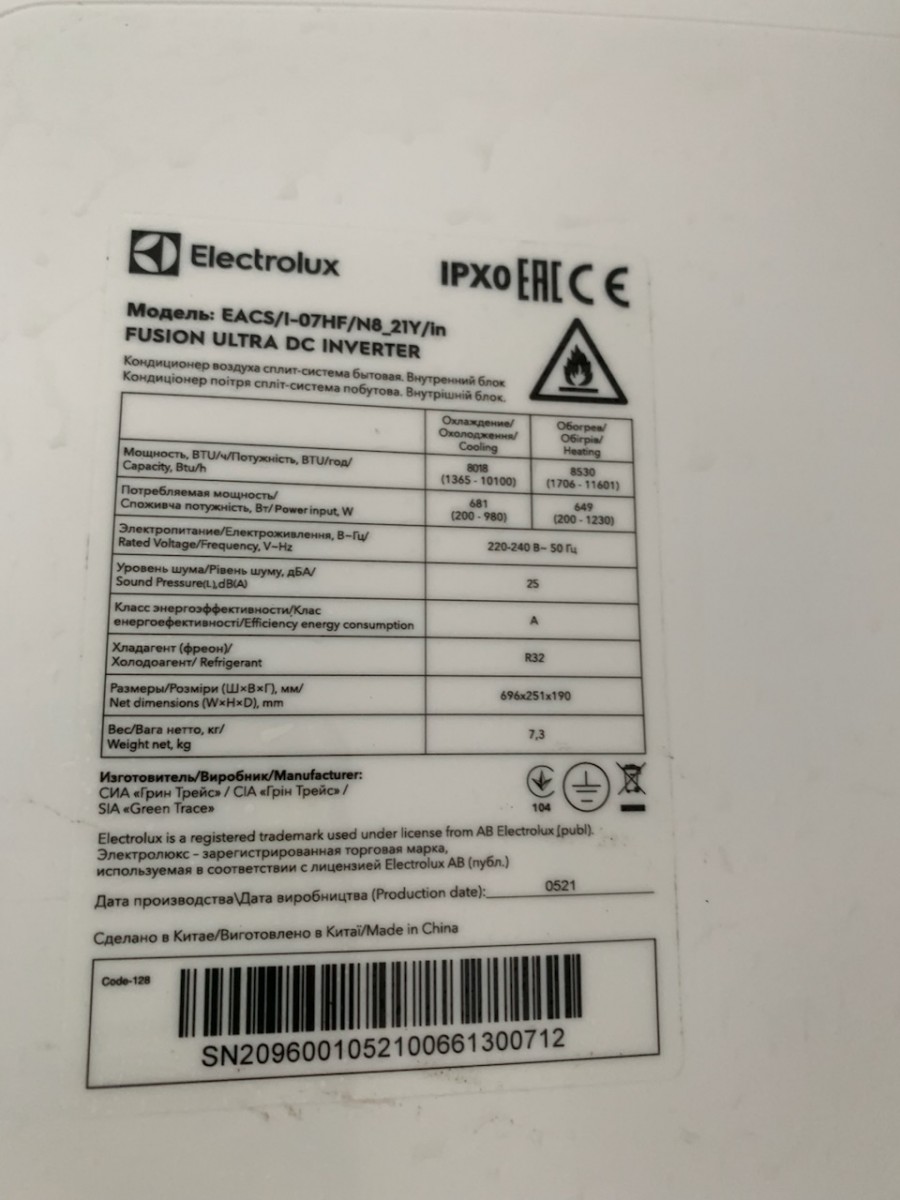 Electrolux
IPX0 EAC CE
Модель: EACS/I-07HF/N8_21Y/in
FUSION ULTRA DC INVERTER
Кондиционер воздуха сплит-система бытовая. Внутренний блок
Кондиціонер поітря спліт-система побутова. Внутрішній блок.
Охлаждение/
Охолодження/
Cooling
Обогрев/
Обігрів/
Heating
Мощность, BTU/ч/Потужність, BTU/год/
Capacity, Btu/h
8018
(1365 - 10100)
8530
(1706 - 11601)
Потребляемая мощность/
Споживча потужність, Вт/ Power input, W
681
(200 - 980)
649
(200 - 1230)
Электропитание/Електроживлення, В~Гц/
Rated Voltage/Frequency, V~Hz
220-240 В~ 50 Гц
Уровень шума/Рівень шуму, дБА/
Sound Pressure(L),dB(A)
25
Класс энергоэффективности/Клас
енергоефективності/Efficiency energy consumption
A
Хладагент (фреон)/
Холодоагент/ Refrigerant
R32
Размеры/Розміри (Ш×В×Г), мм/
Net dimensions (W×H×D), mm
696x251x190
Вес/Вага нетто, кг/
Weight net, kg
7,3
Изготовитель/Виробник/Manufacturer:
СИА «Грин Трейс» / СІА «Грін Трейс» /
SIA «Green Trace»
104
Electrolux is a registered trademark used under license from AB Electrolux (publ).
Электролюкс – зарегистрированная торговая марка,
используемая в соответствии с лицензией Electrolux AB (публ.)
Дата производства\Дата виробництва (Production date): 0521
Сделано в Китае/Виготовлено в Китаї/Made in China
Code-128
SN2096001052100661300712